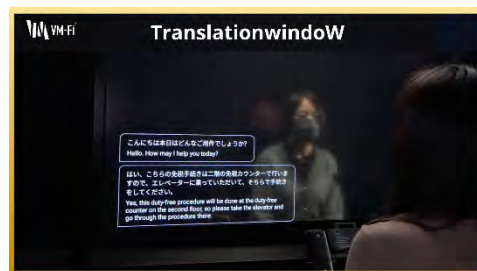 VM-Fi
TranslationwindoW
こんにちは本日はどんなご用件でしょうか?
Hello. How may I help you today?
はい、こちらの免税手続きは二階の免税カウンターで行いま
すので、エレベーターに乗っていただいて、そちらで手続き
をしてください。
Yes, this duty-free procedure will be done at the duty-free
counter on the second floor, so please take the elevator and
go through the procedure there.